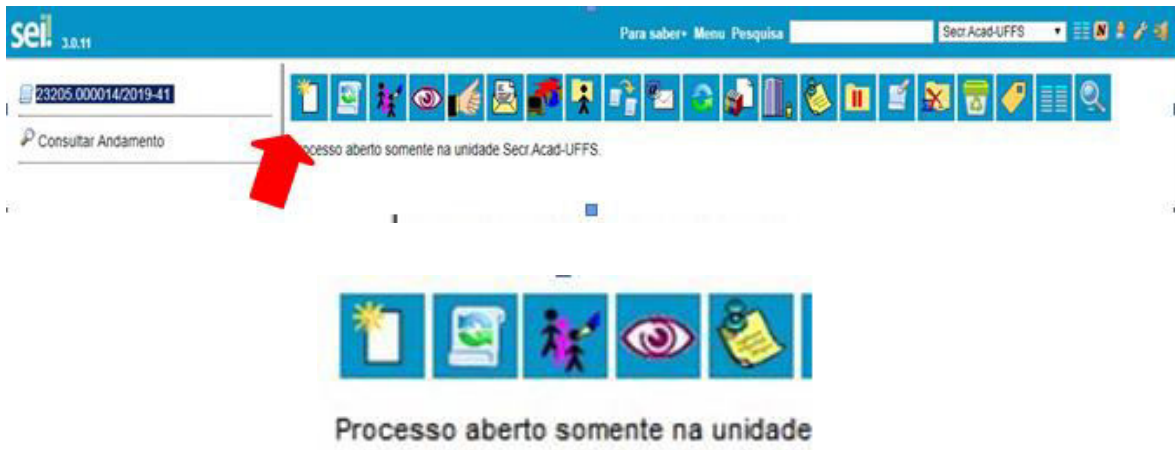 sei! 3.0.11 Para saber+ Menu Pesquisa Secr.Acad-UFFS N
23205.000014/2019-41
Consultar Andamento
ocesso aberto somente na unidade Secr.Acad-UFFS.
Processo aberto somente na unidade